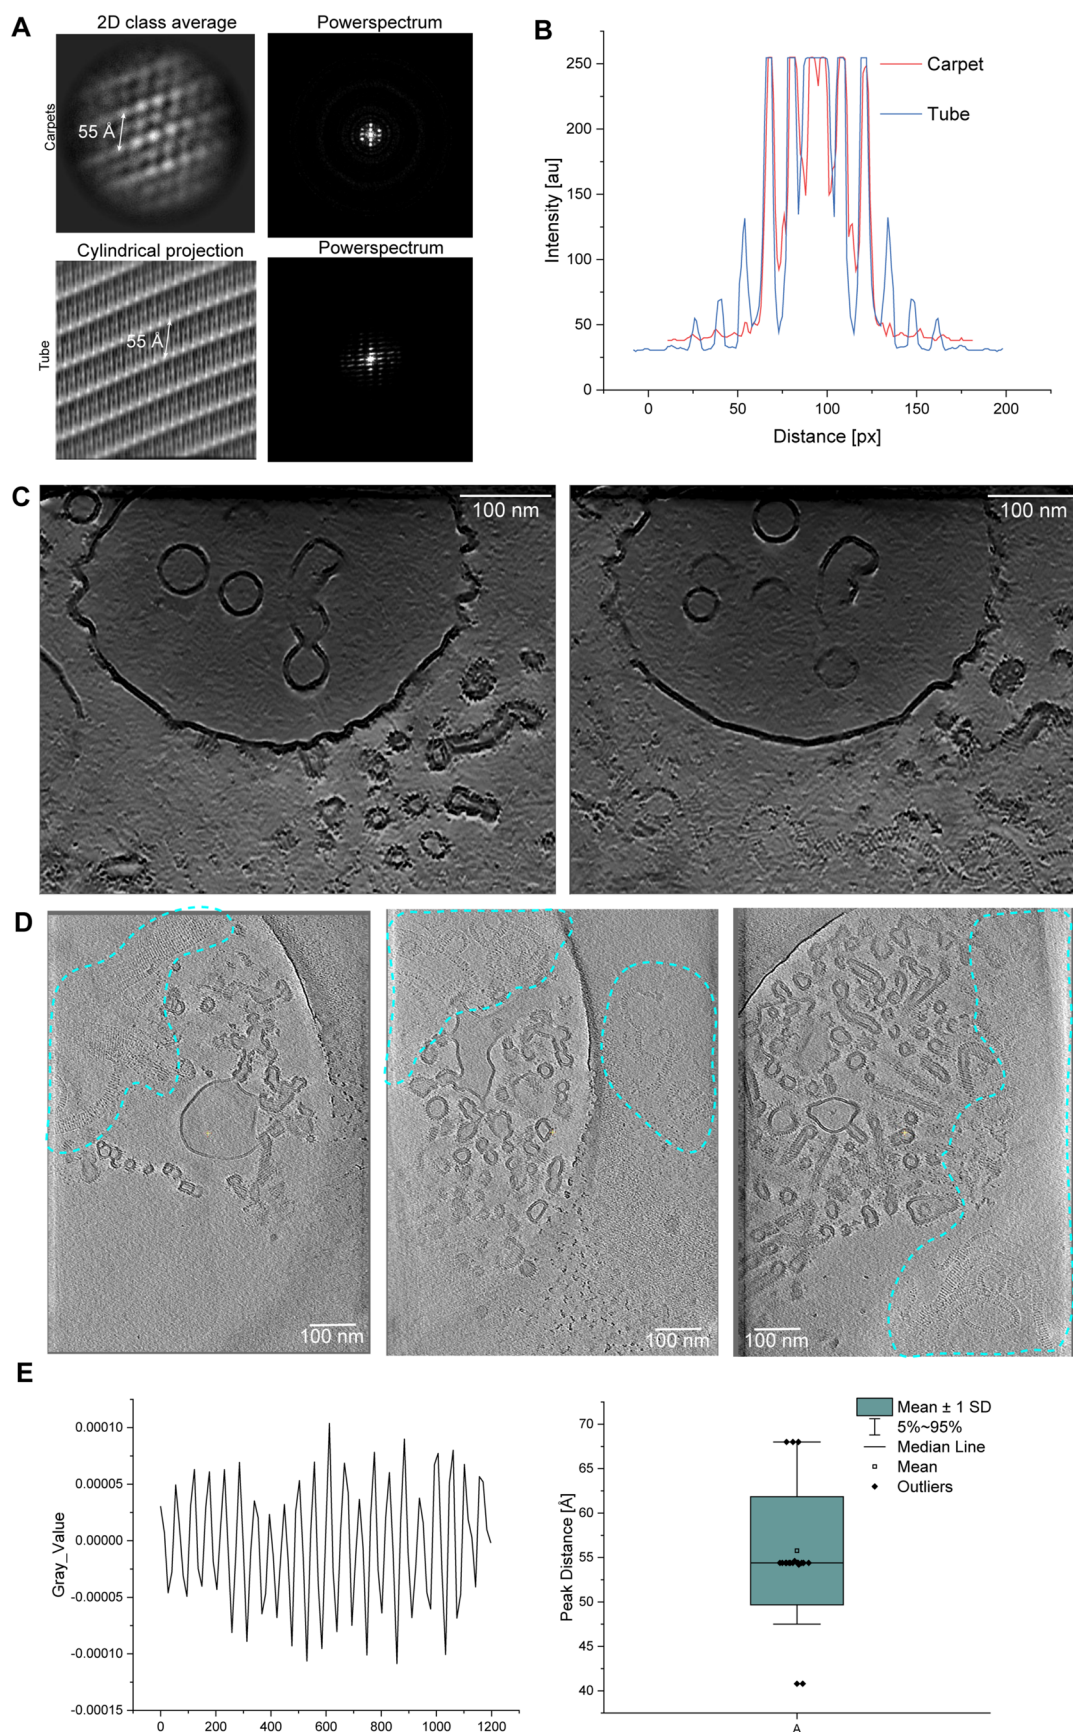 A
2D class average
Powerspectrum
Carpets
55 Å
Cylindrical projection
Powerspectrum
Tube
55 Å
B
250
200
150
100
50
0
Intensity [au]
0 50 100 150 200
Distance [px]
Carpet
Tube
C
100 nm
100 nm
D
100 nm
100 nm
100 nm
E
0.00010
0.00005
0.00000
-0.00005
-0.00010
-0.00015
Gray_Value
0 200 400 600 800 1000 1200
70
65
60
55
50
45
40
Peak Distance [Å]
A
Mean ± 1 SD
5%~95%
Median Line
Mean
Outliers